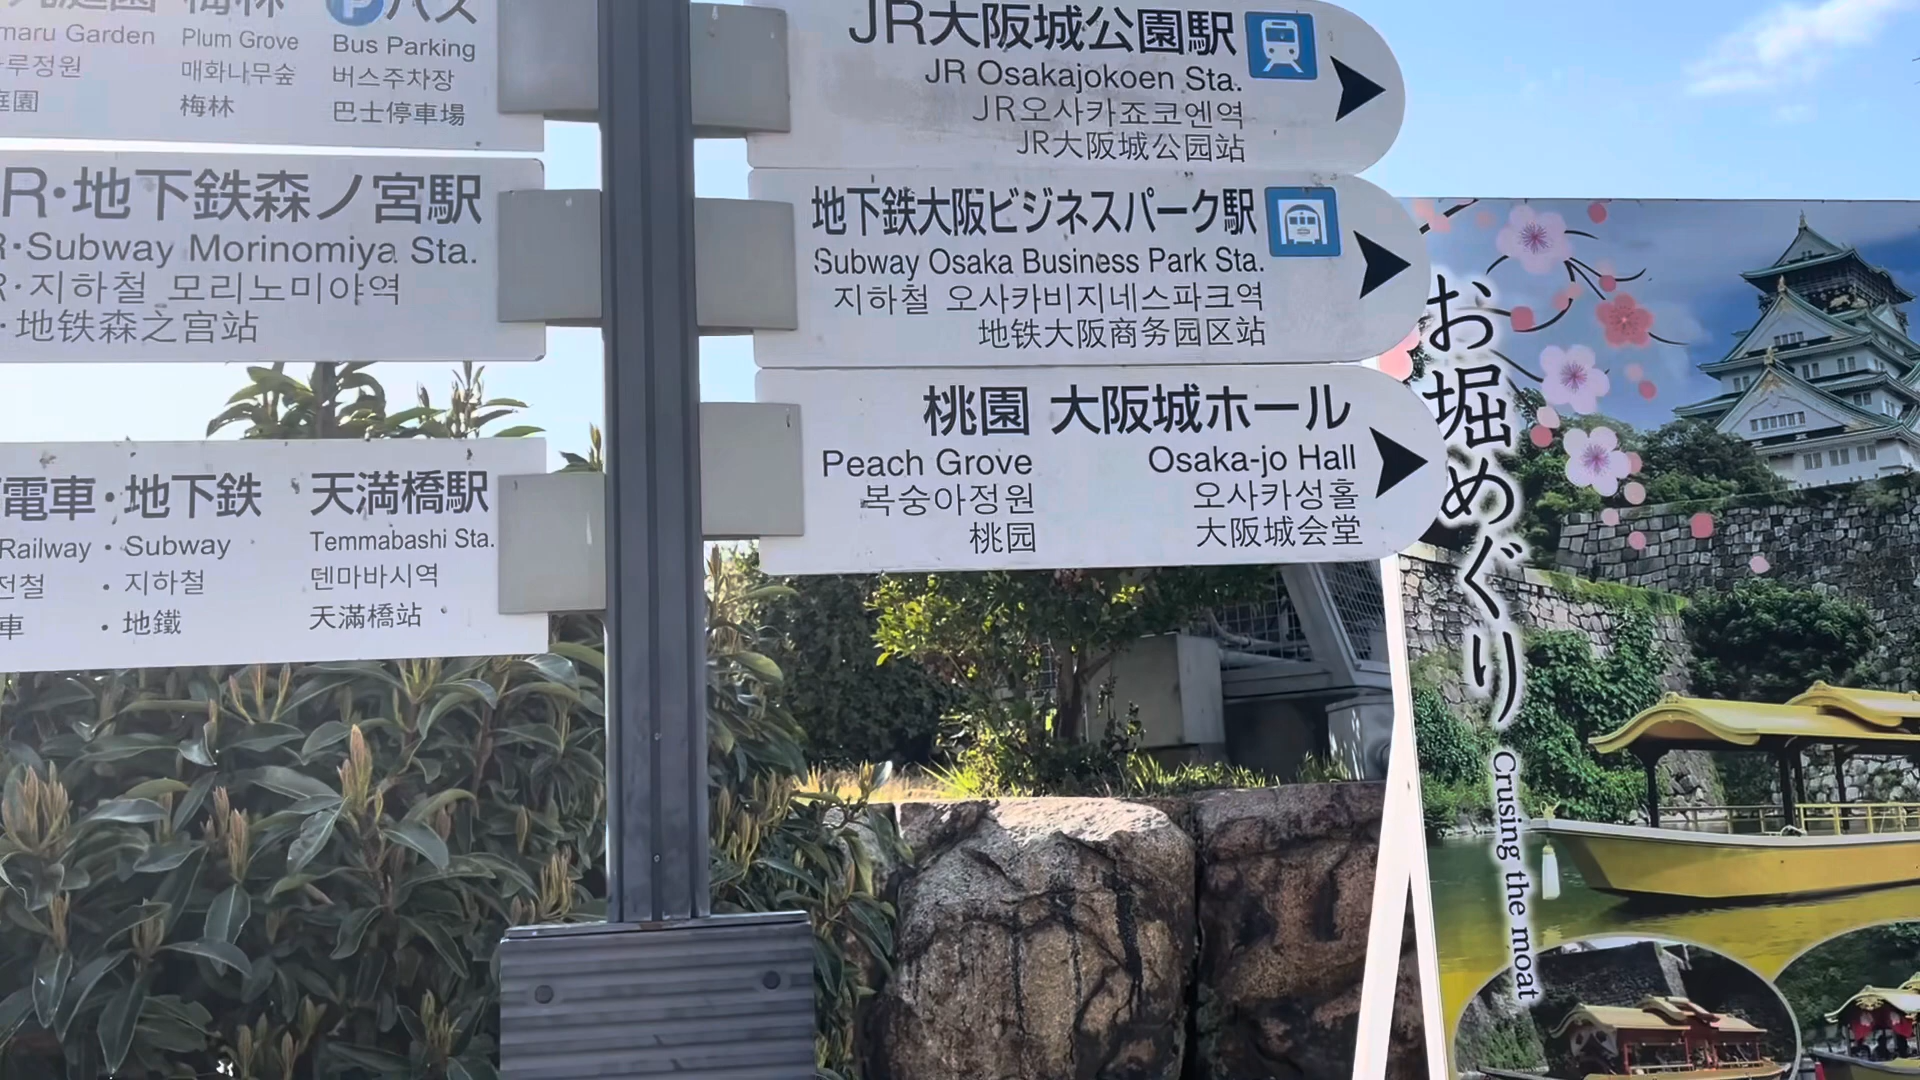 梅林
バス
maru Garden
Plum Grove
Bus Parking
루정원
매화나무숲
버스주차장
庭園
梅林
巴士停車場
R・地下鉄森ノ宮駅
R・Subway Morinomiya Sta.
R・지하철 모리노미야역
・地铁森之宫站
電車・地下鉄 天満橋駅
Railway・Subway Temmabashi Sta.
전철・지하철 덴마바시역
車・地鐵 天滿橋站
JR大阪城公園駅
JR Osakajokoen Sta.
JR오사카죠코엔역
JR大阪城公园站
地下鉄大阪ビジネスパーク駅
Subway Osaka Business Park Sta.
지하철 오사카비지네스파크역
地铁大阪商务园区站
桃園 大阪城ホール
Peach Grove Osaka-jo Hall
복숭아정원 오사카성홀
桃园 大阪城会堂
お堀めぐり
Crusing the moat